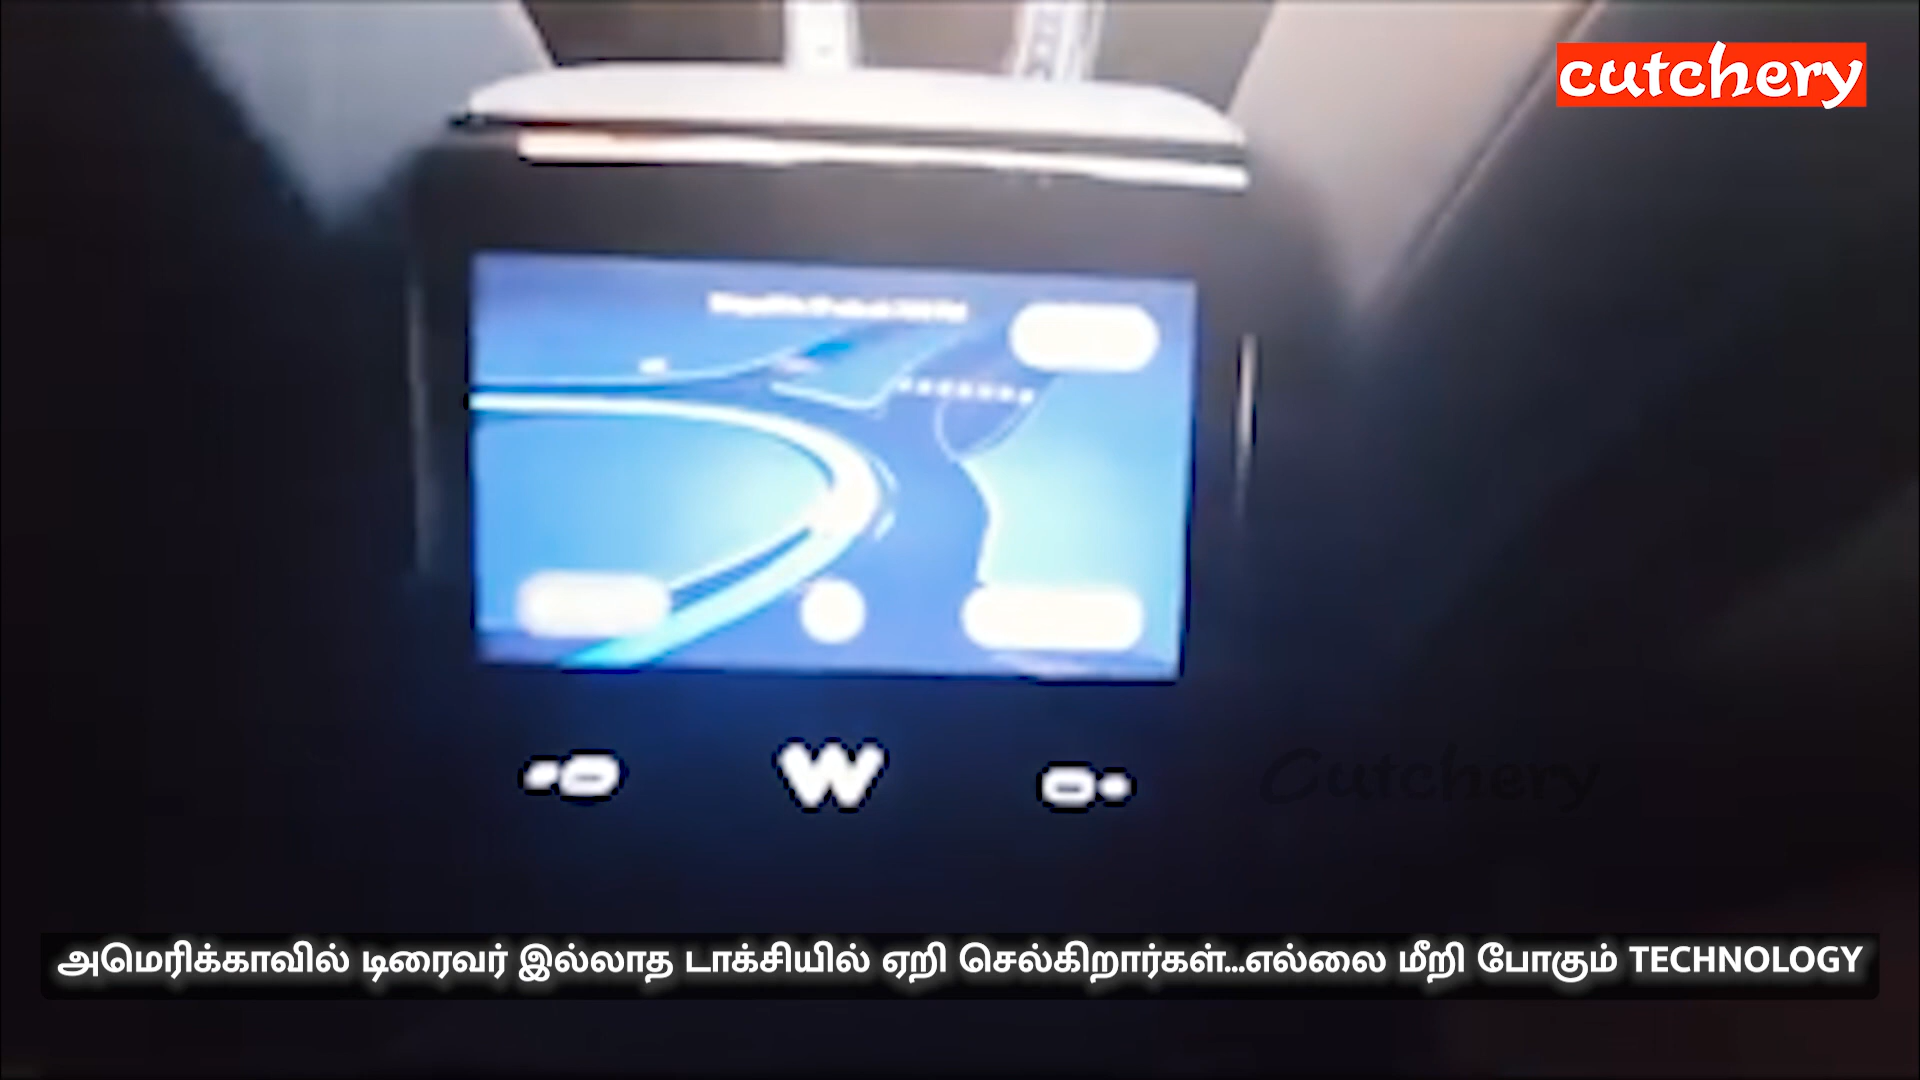 cutchery
W
Cutchery
அமெரிக்காவில் டிரைவர் இல்லாத டாக்சியில் ஏறி செல்கிறார்கள்...எல்லை மீறி போகும் TECHNOLOGY